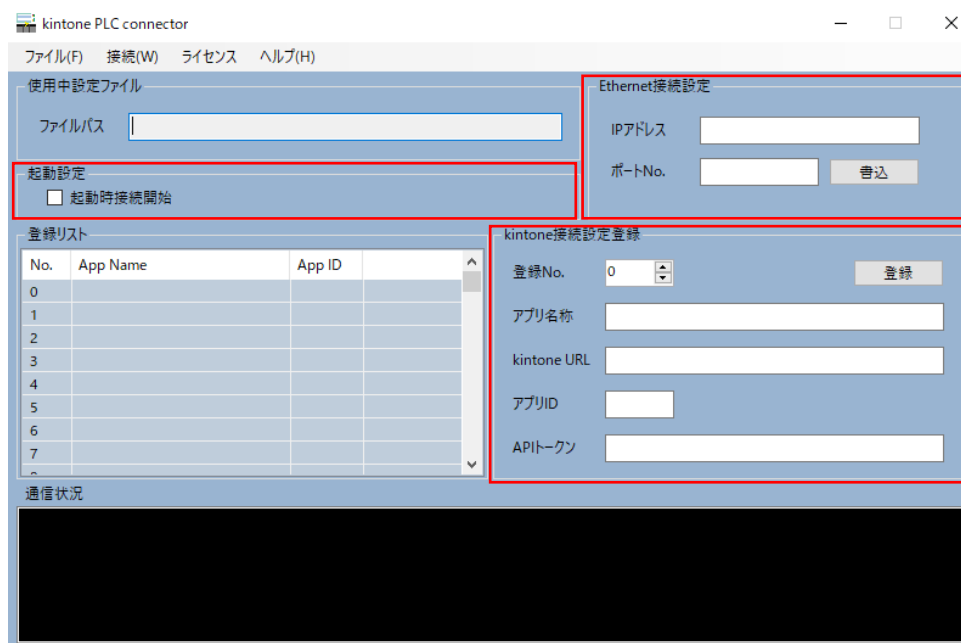 kintone PLC connector
ファイル(F) 接続(W) ライセンス ヘルプ(H)
使用中設定ファイル
ファイルパス
Ethernet接続設定
IPアドレス
ポートNo.
書込
起動設定
起動時接続開始
登録リスト
No. App Name App ID
0
1
2
3
4
5
6
7
kintone接続設定登録
登録No. 0 登録
アプリ名称
kintone URL
アプリID
APIトークン
通信状況